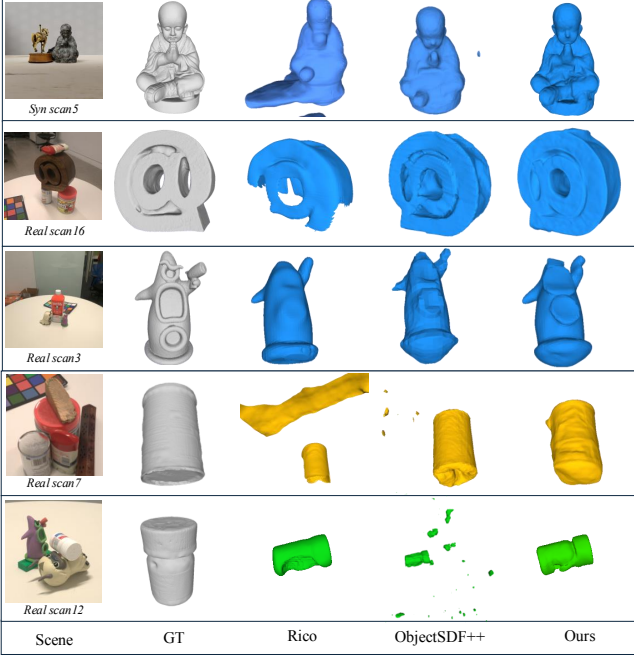 Syn scan5
Real scan16
Real scan3
Real scan7
Real scan12
Scene GT Rico ObjectSDF++ Ours